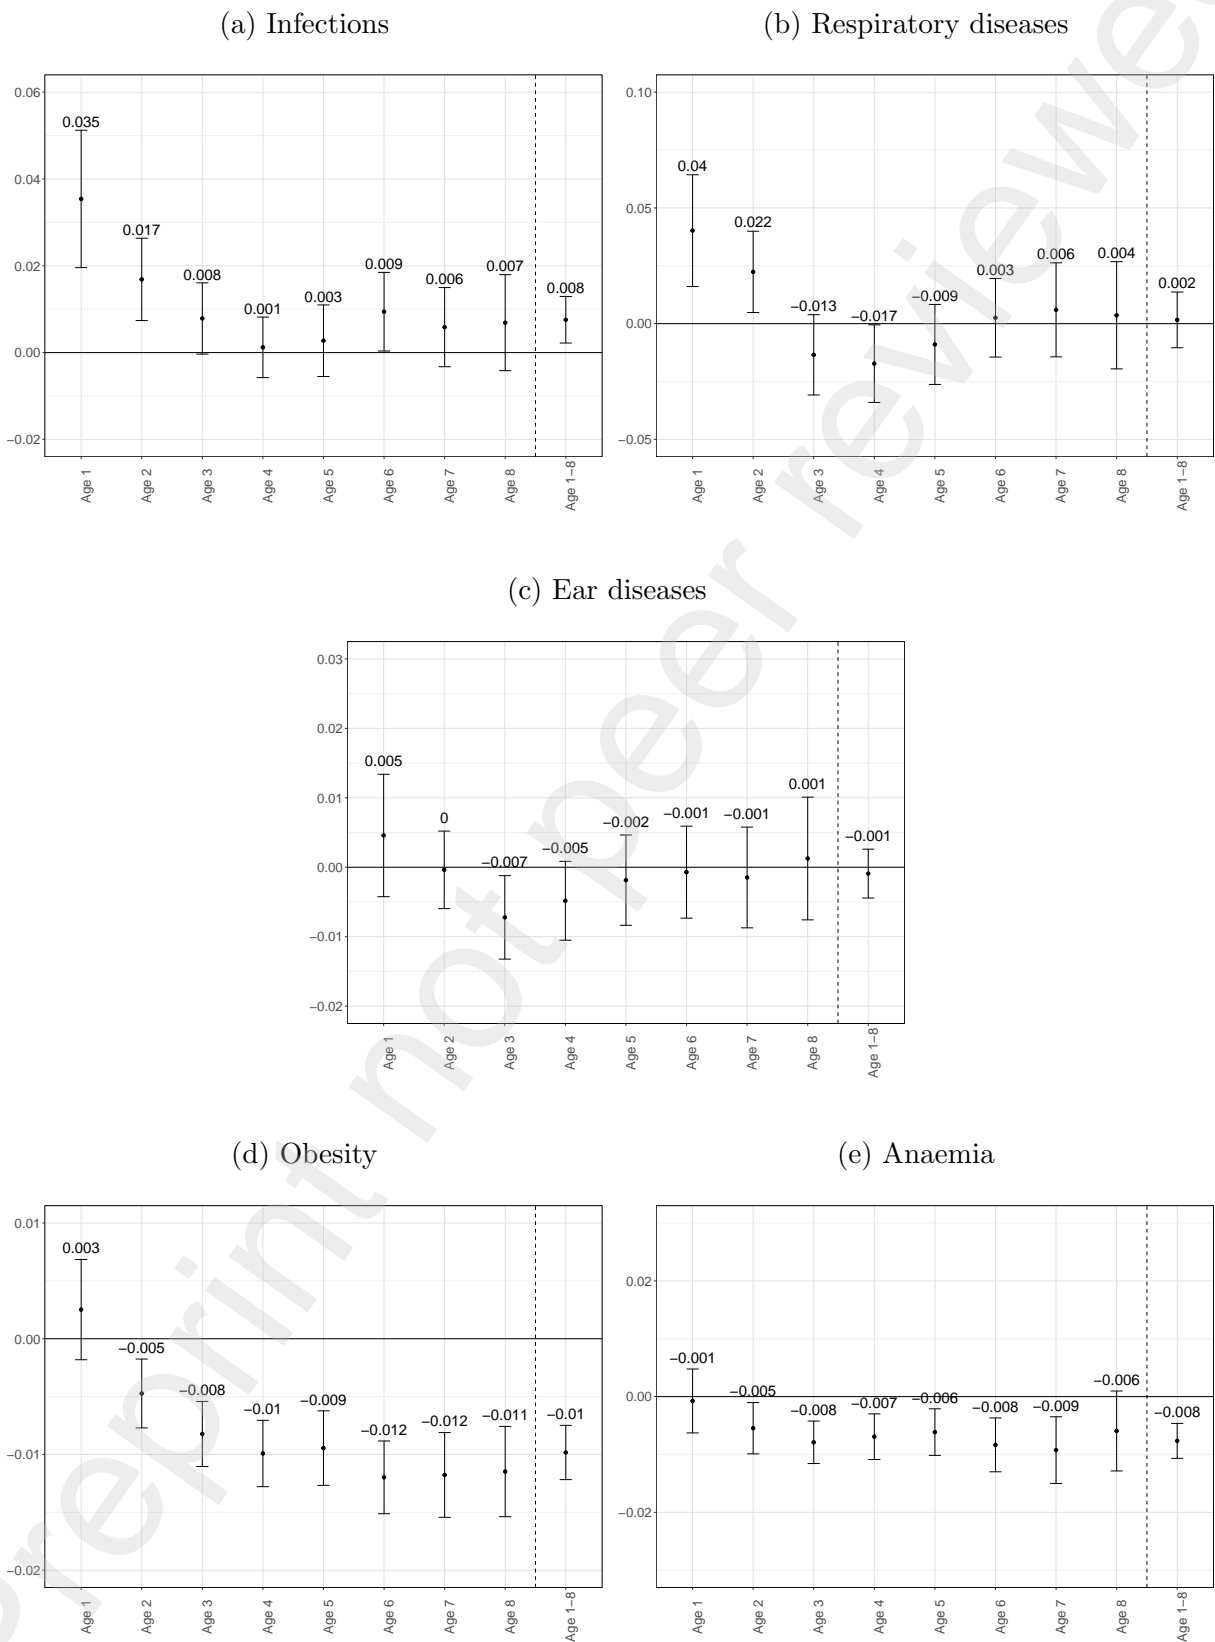 (a) Infections
0.06
0.04
0.02
0.00
−0.02
0.035
0.017
0.008
0.001
0.003
0.009
0.006
0.007
0.008
Age 1
Age 2
Age 3
Age 4
Age 5
Age 6
Age 7
Age 8
Age 1−8
(b) Respiratory diseases
0.10
0.05
0.00
−0.05
0.04
0.022
−0.013
−0.017
−0.009
0.003
0.006
0.004
0.002
Age 1
Age 2
Age 3
Age 4
Age 5
Age 6
Age 7
Age 8
Age 1−8
(c) Ear diseases
0.03
0.02
0.01
0.00
−0.01
−0.02
0.005
0
−0.007
−0.005
−0.002
−0.001
−0.001
0.001
−0.001
Age 1
Age 2
Age 3
Age 4
Age 5
Age 6
Age 7
Age 8
Age 1−8
(d) Obesity
0.01
0.00
−0.01
−0.02
0.003
−0.005
−0.008
−0.01
−0.009
−0.012
−0.012
−0.011
−0.01
Age 1
Age 2
Age 3
Age 4
Age 5
Age 6
Age 7
Age 8
Age 1−8
(e) Anaemia
0.02
0.00
−0.02
−0.001
−0.005
−0.008
−0.007
−0.006
−0.008
−0.009
−0.006
−0.008
Age 1
Age 2
Age 3
Age 4
Age 5
Age 6
Age 7
Age 8
Age 1−8
Preprint not peer reviewe